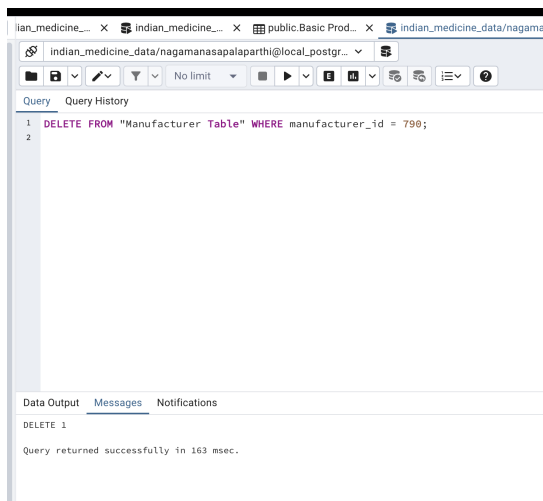 ian_medicine_... × indian_medicine_... × public.Basic Prod... × indian_medicine_data/nagama
indian_medicine_data/nagamanasapalaparthi@local_postgr...
No limit
Query Query History
1 DELETE FROM "Manufacturer Table" WHERE manufacturer_id = 790;
2
Data Output Messages Notifications
DELETE 1
Query returned successfully in 163 msec.